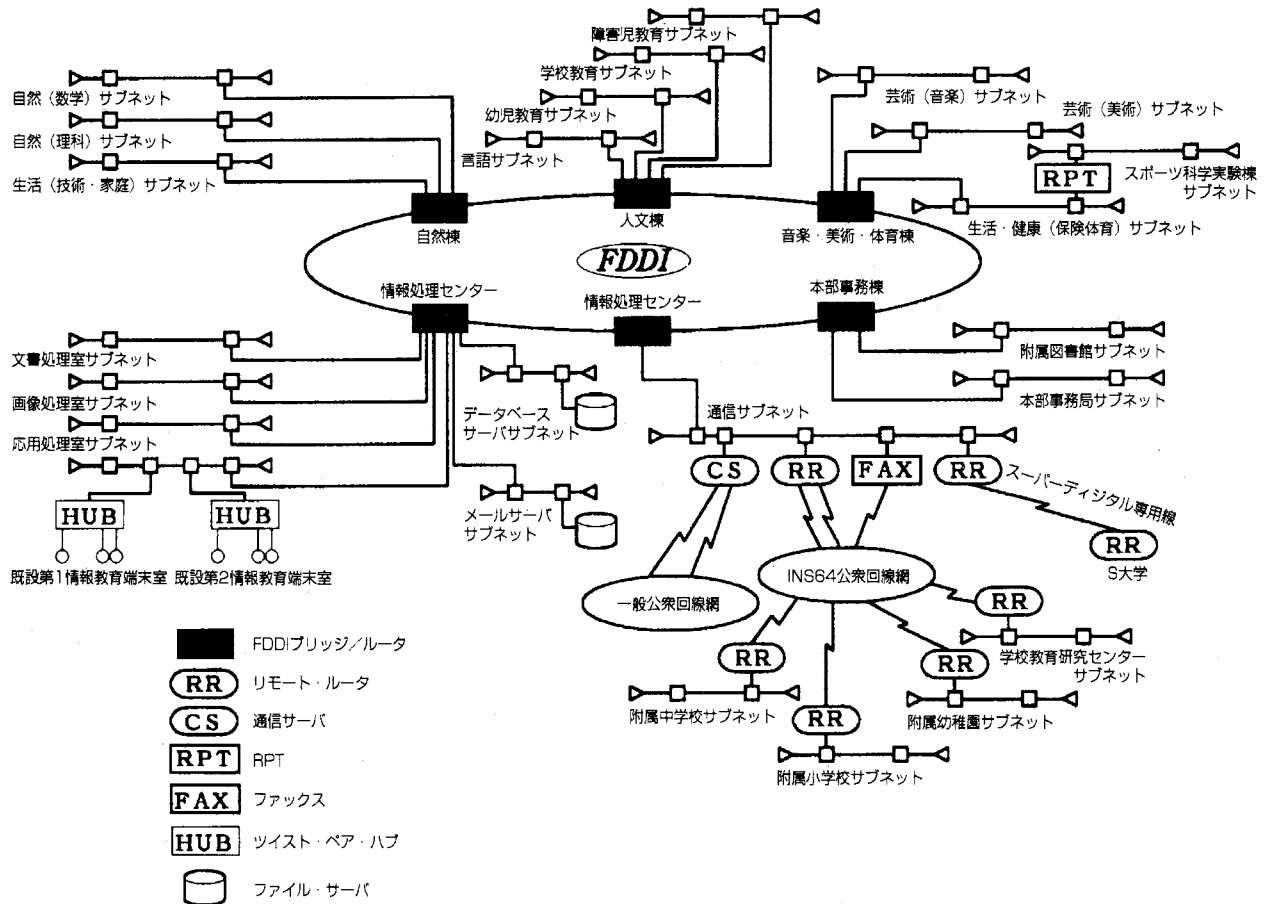 障害児教育サブネット
学校教育サブネット
幼児教育サブネット
言語サブネット
自然（数学）サブネット
自然（理科）サブネット
生活（技術・家庭）サブネット
芸術（音楽）サブネット
芸術（美術）サブネット
RPT
スポーツ科学実験棟
サブネット
生活・健康（保険体育）サブネット
自然棟
人文棟
音楽・美術・体育棟
FDDI
情報処理センター
情報処理センター
本部事務棟
文書処理室サブネット
画像処理室サブネット
応用処理室サブネット
HUB
HUB
既設第1情報教育端末室
既設第2情報教育端末室
データベース
サーバサブネット
メールサーバ
サブネット
附属図書館サブネット
本部事務局サブネット
通信サブネット
CS
RR
FAX
RR
スーパーディジタル専用線
RR
S大学
一般公衆回線網
INS64公衆回線網
RR
学校教育研究センター
サブネット
RR
附属幼稚園サブネット
RR
附属中学校サブネット
RR
附属小学校サブネット
FDDIブリッジ／ルータ
RR
リモート・ルータ
CS
通信サーバ
RPT
RPT
FAX
ファックス
HUB
ツイスト・ペア・ハブ
ファイル・サーバ